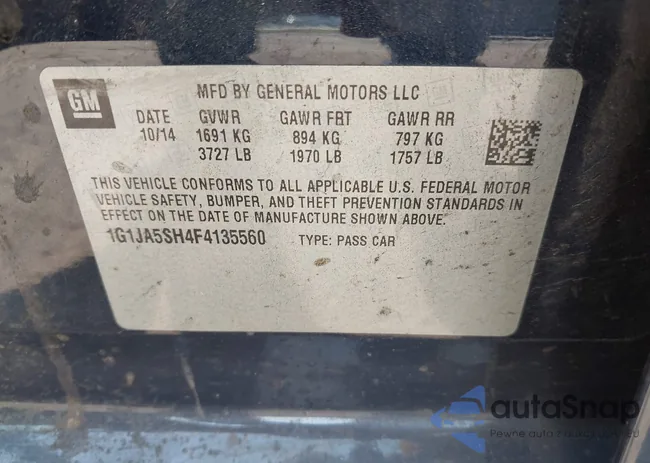 GM
MFD BY GENERAL MOTORS LLC
DATE GVWR GAWR FRT GAWR RR
10/14 1691 KG 894 KG 797 KG
3727 LB 1970 LB 1757 LB
THIS VEHICLE CONFORMS TO ALL APPLICABLE U.S. FEDERAL MOTOR
VEHICLE SAFETY, BUMPER, AND THEFT PREVENTION STANDARDS IN
EFFECT ON THE DATE OF MANUFACTURE SHOWN ABOVE.
1G1JA5SH4F4135560 TYPE: PASS CAR
autoSnap
Pewne auto